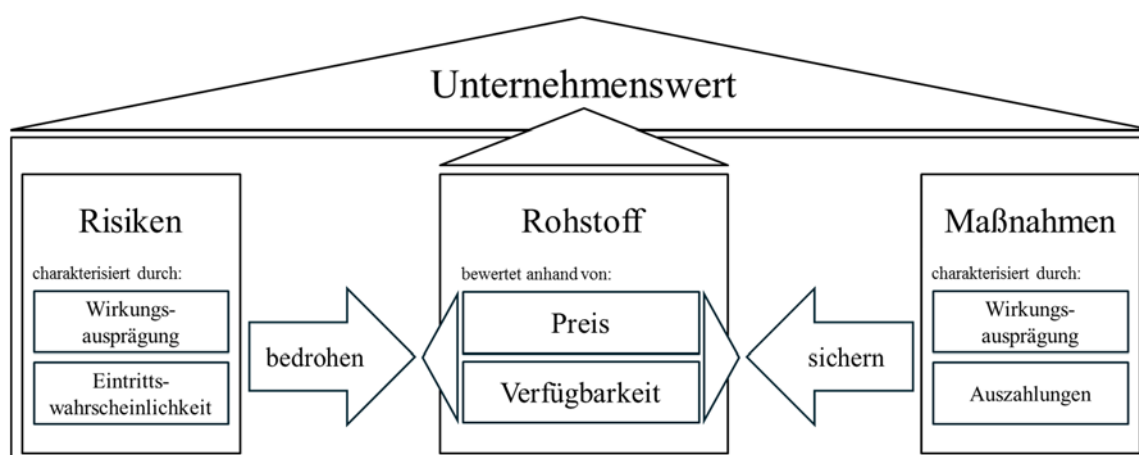 Unternehmenswert
Risiken
charakterisiert durch:
Wirkungs-
ausprägung
Eintritts-
wahrscheinlichkeit
bedrohen
Rohstoff
bewertet anhand von:
Preis
Verfügbarkeit
sichern
Maßnahmen
charakterisiert durch:
Wirkungs-
ausprägung
Auszahlungen